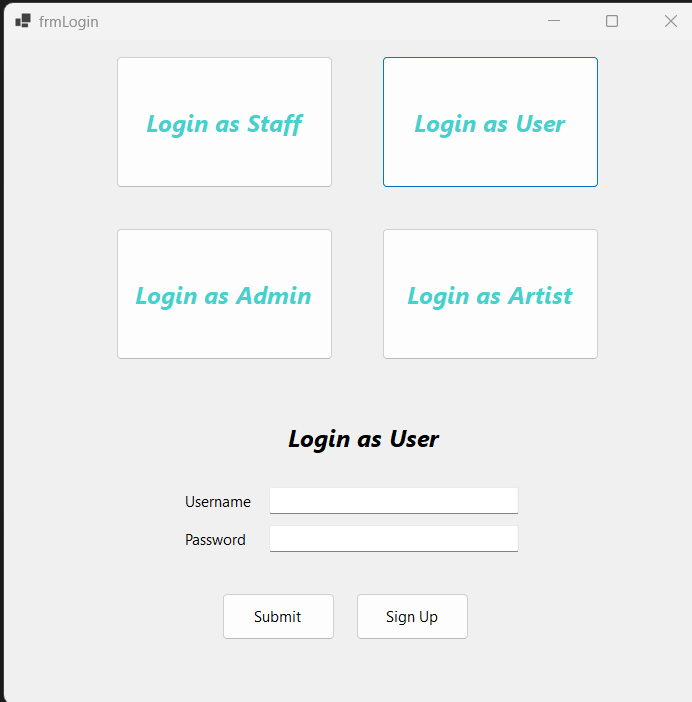 frmLogin
Login as Staff
Login as User
Login as Admin
Login as Artist
Login as User
Username
Password
Submit
Sign Up